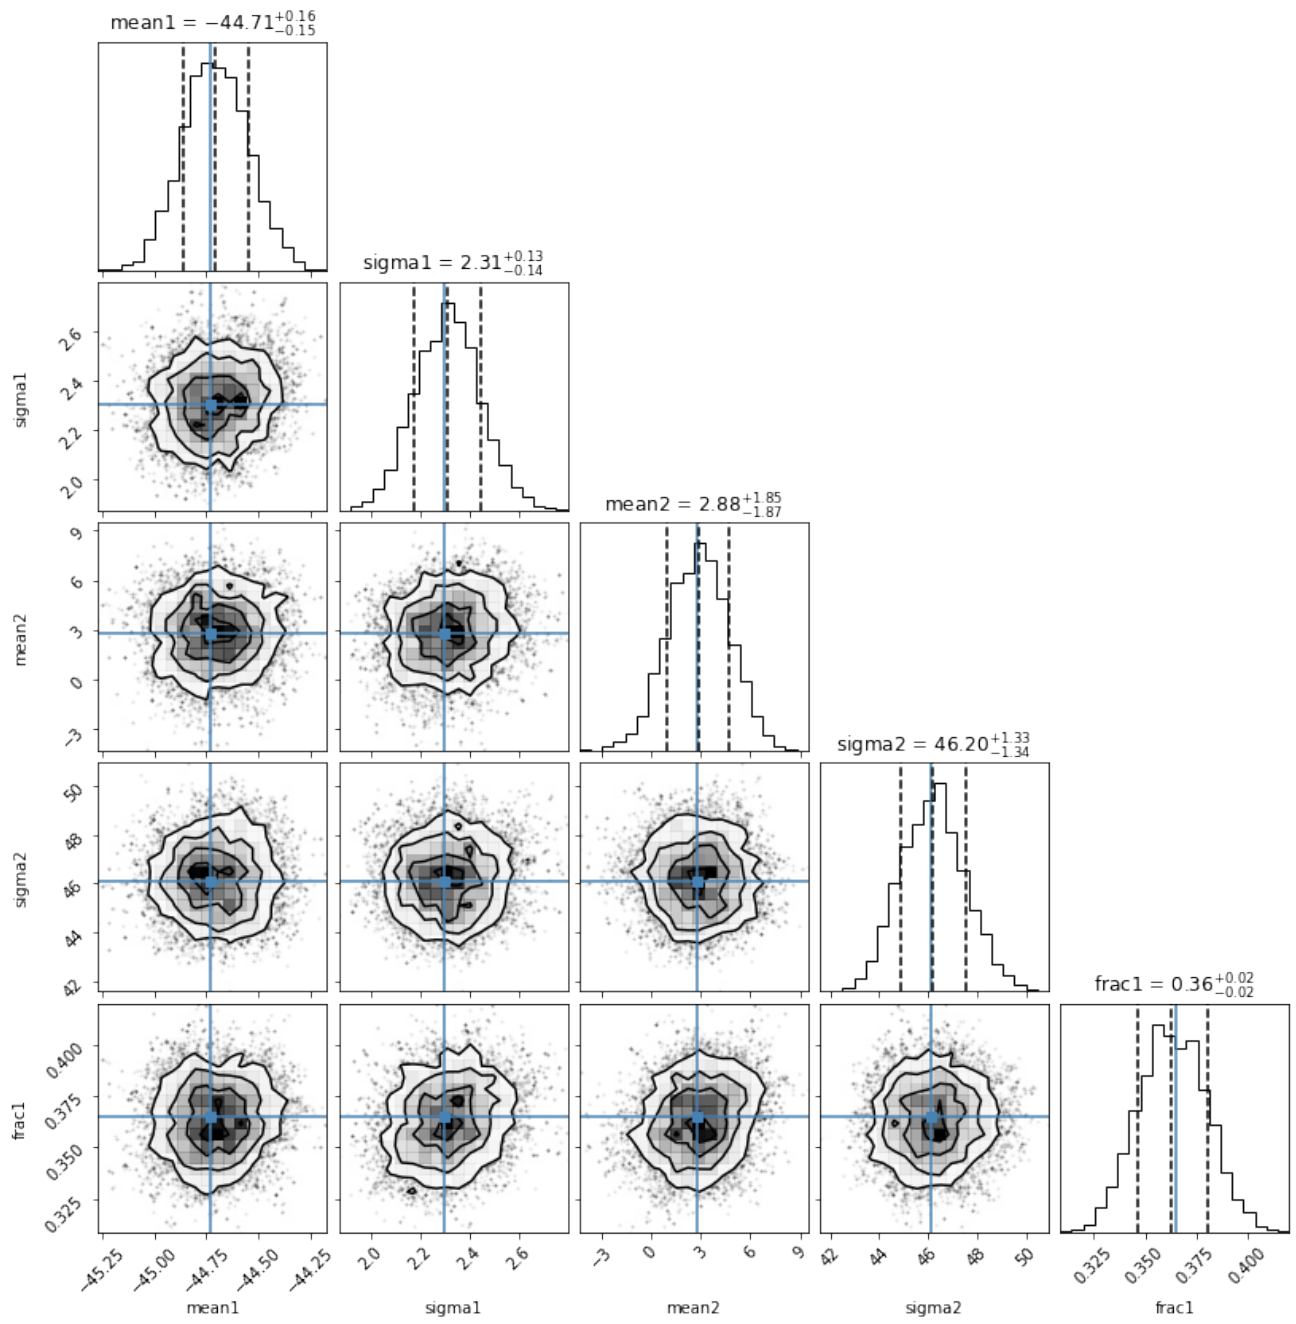 mean1 = −44.71+0.16−0.15
sigma1 = 2.31+0.13−0.14
2.6
2.4
2.2
2.0
sigma1
mean2 = 2.88+1.85−1.87
9
6
3
0
−3
mean2
sigma2 = 46.20+1.33−1.34
50
48
46
44
42
sigma2
frac1 = 0.36+0.02−0.02
0.400
0.375
0.350
0.325
frac1
−45.25 −45.00 −44.75 −44.50 −44.25
2.0 2.2 2.4 2.6
−3 0 3 6 9
42 44 46 48 50
0.325 0.350 0.375 0.400
mean1 sigma1 mean2 sigma2 frac1